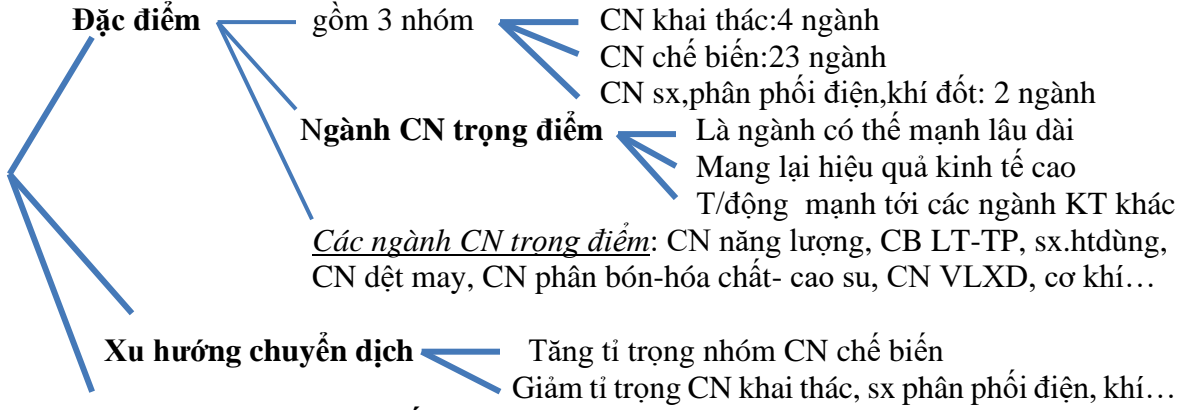 Đặc điểm gồm 3 nhóm CN khai thác:4 ngành
CN chế biến:23 ngành
CN sx,phân phối điện,khí đốt: 2 ngành
Ngành CN trọng điểm Là ngành có thế mạnh lâu dài
Mang lại hiệu quả kinh tế cao
T/động mạnh tới các ngành KT khác
Các ngành CN trọng điểm: CN năng lượng, CB LT-TP, sx.htdùng,
CN dệt may, CN phân bón-hóa chất- cao su, CN VLXD, cơ khí…
Xu hướng chuyển dịch Tăng tỉ trọng nhóm CN chế biến
Giảm tỉ trọng CN khai thác, sx phân phối điện, khí…